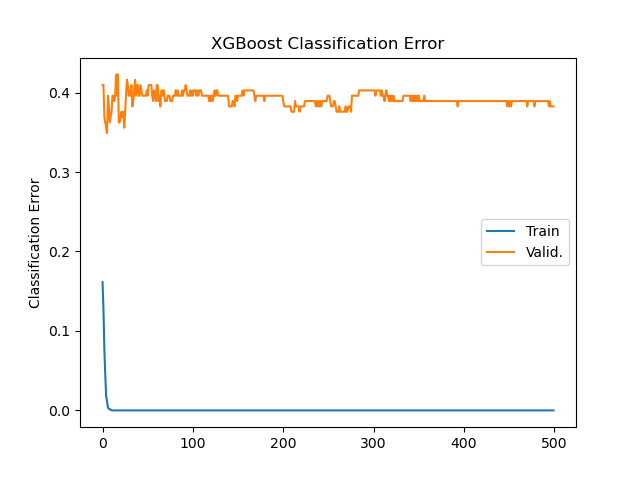 XGBoost Classification Error
Classification Error
0.4
0.3
0.2
0.1
0.0
Train
Valid.
0 100 200 300 400 500